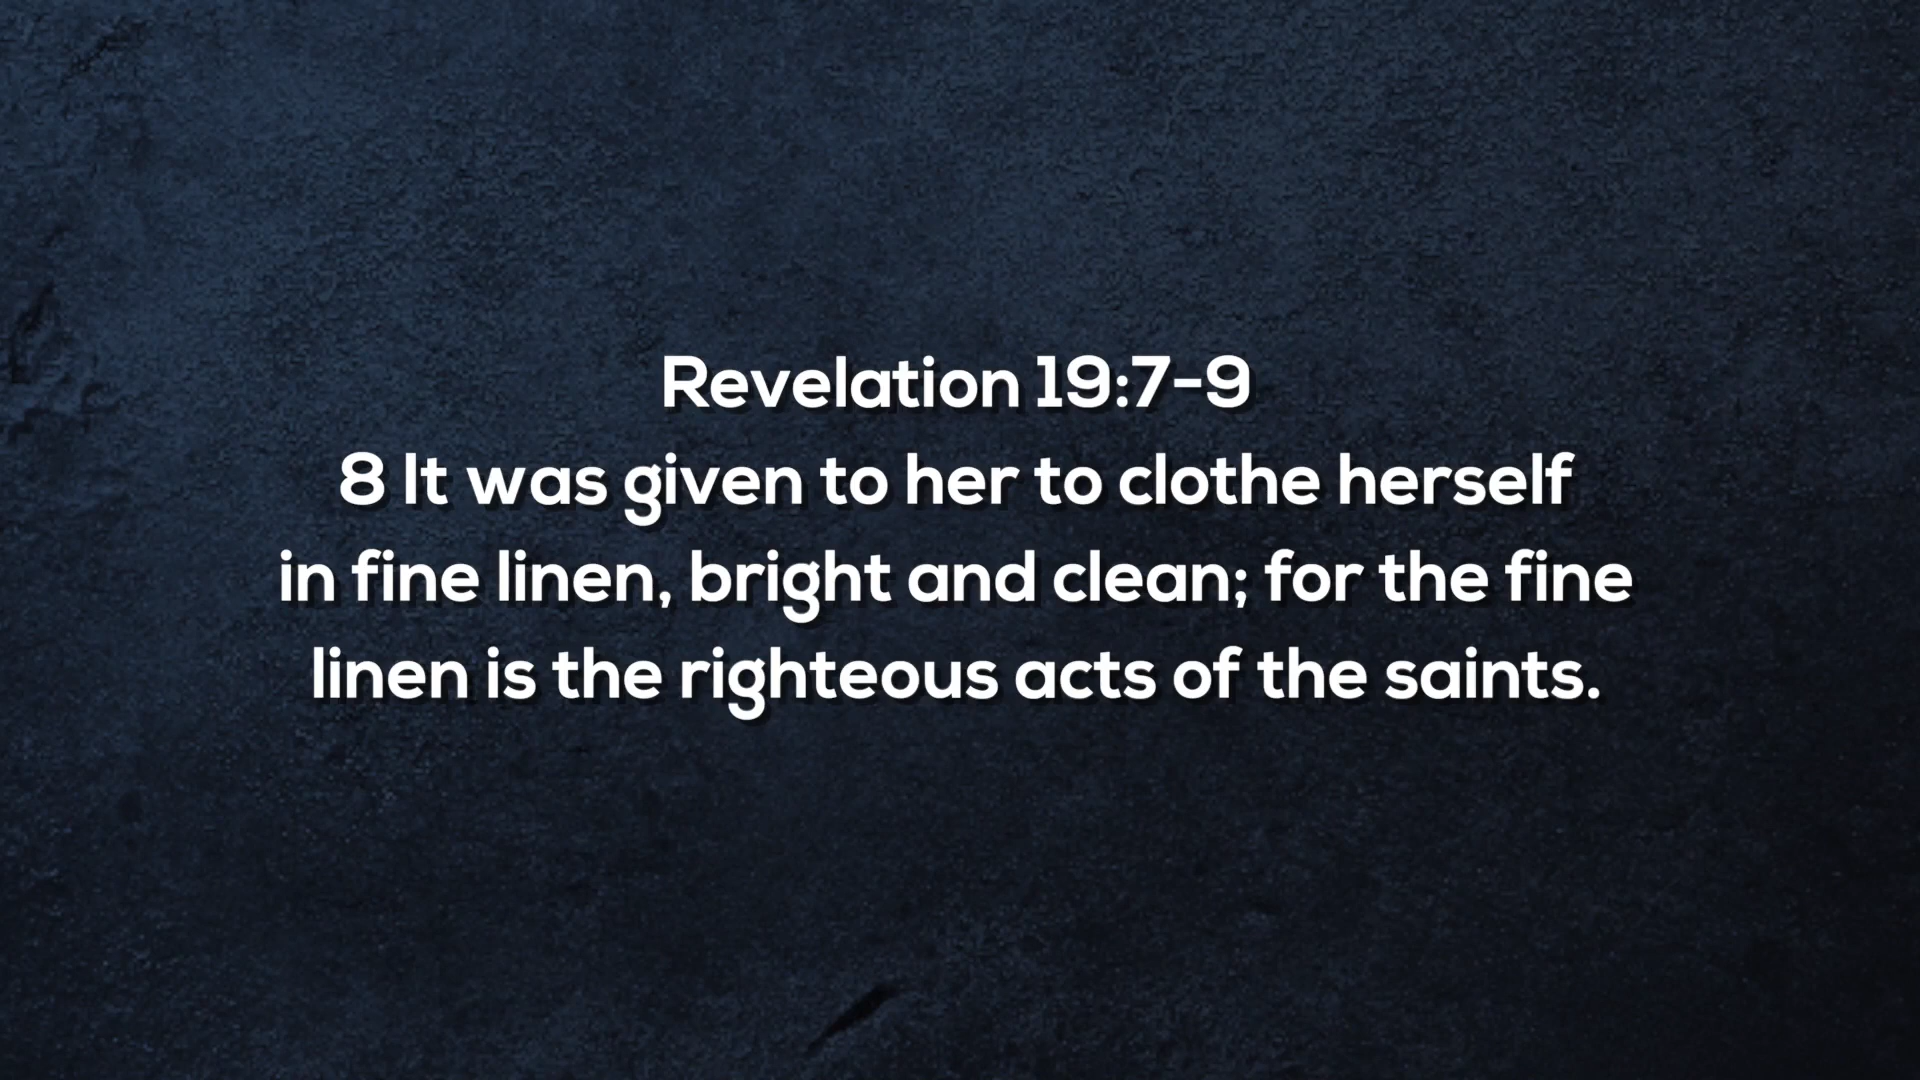 Revelation 19:7-9
8 It was given to her to clothe herself
in fine linen, bright and clean; for the fine
linen is the righteous acts of the saints.